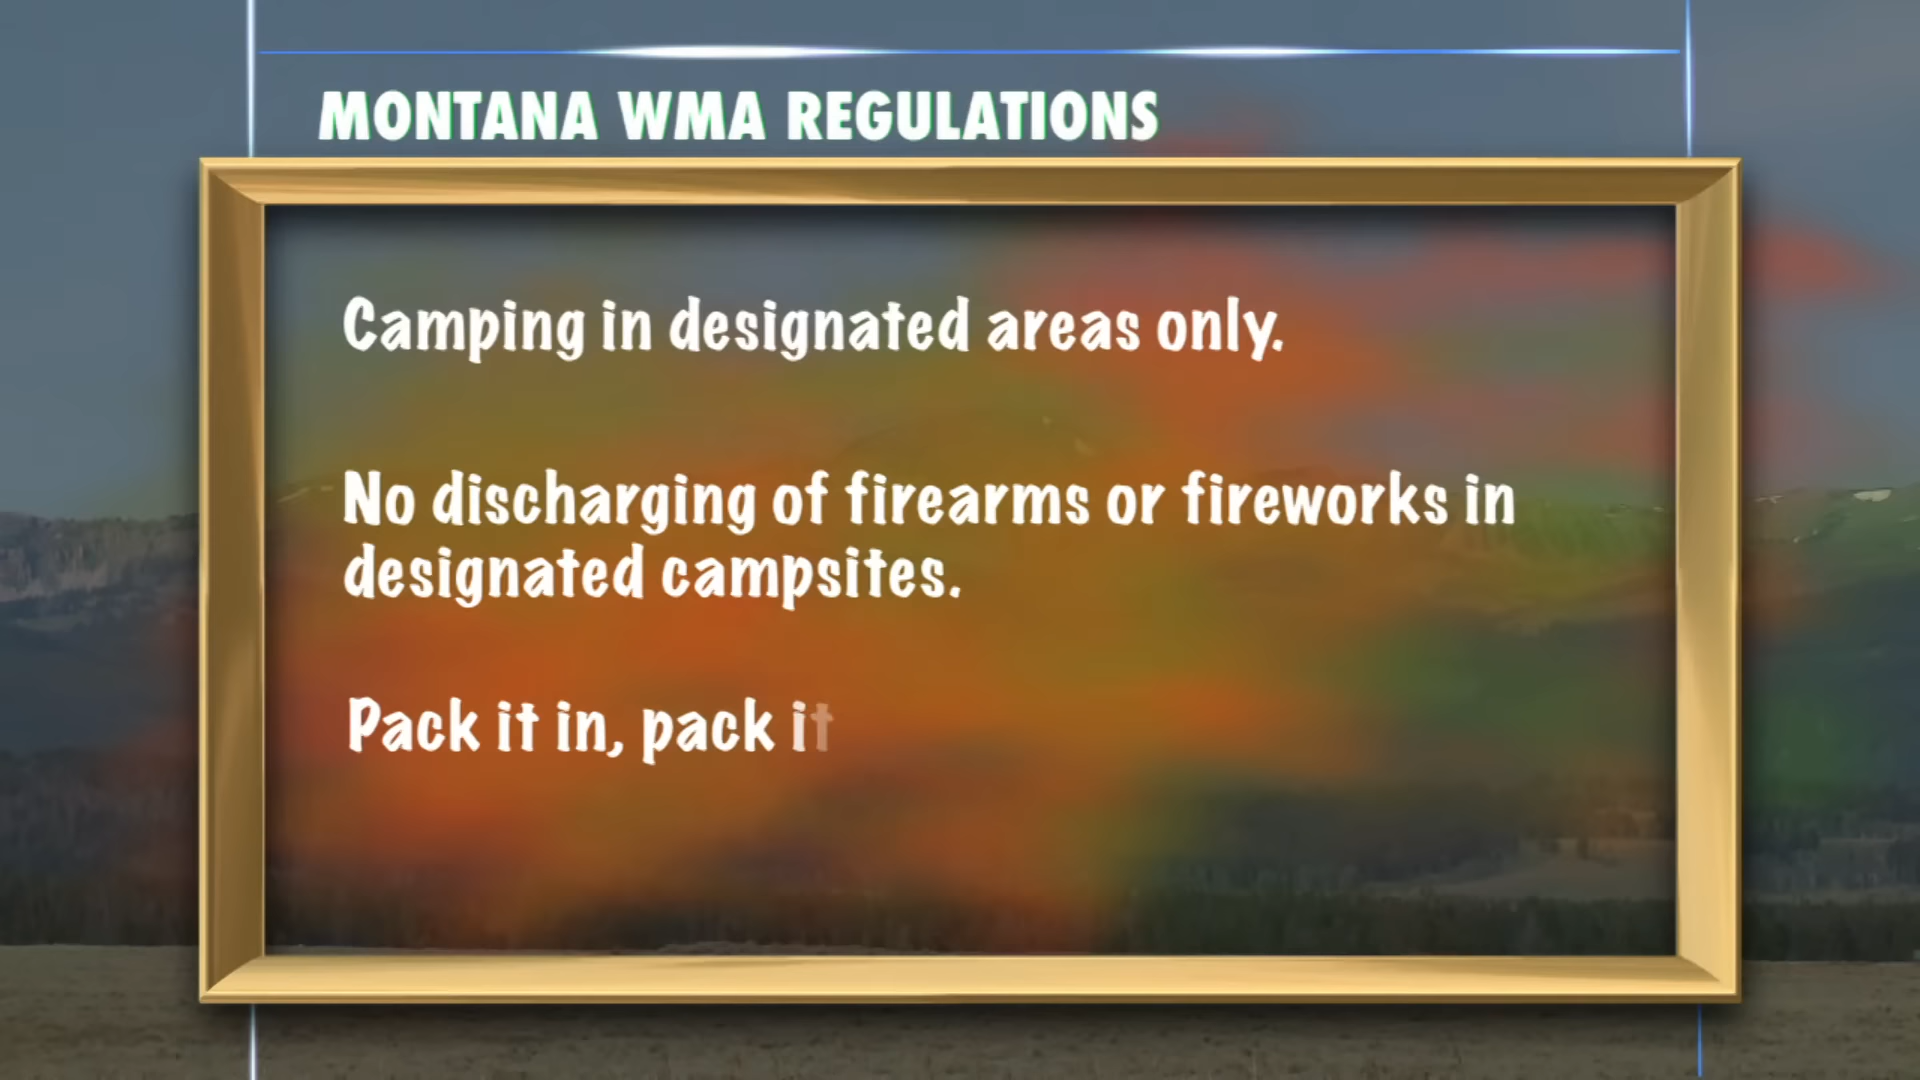 MONTANA WMA REGULATIONS
Camping in designated areas only.
No discharging of firearms or fireworks in
designated campsites.
Pack it in, pack it